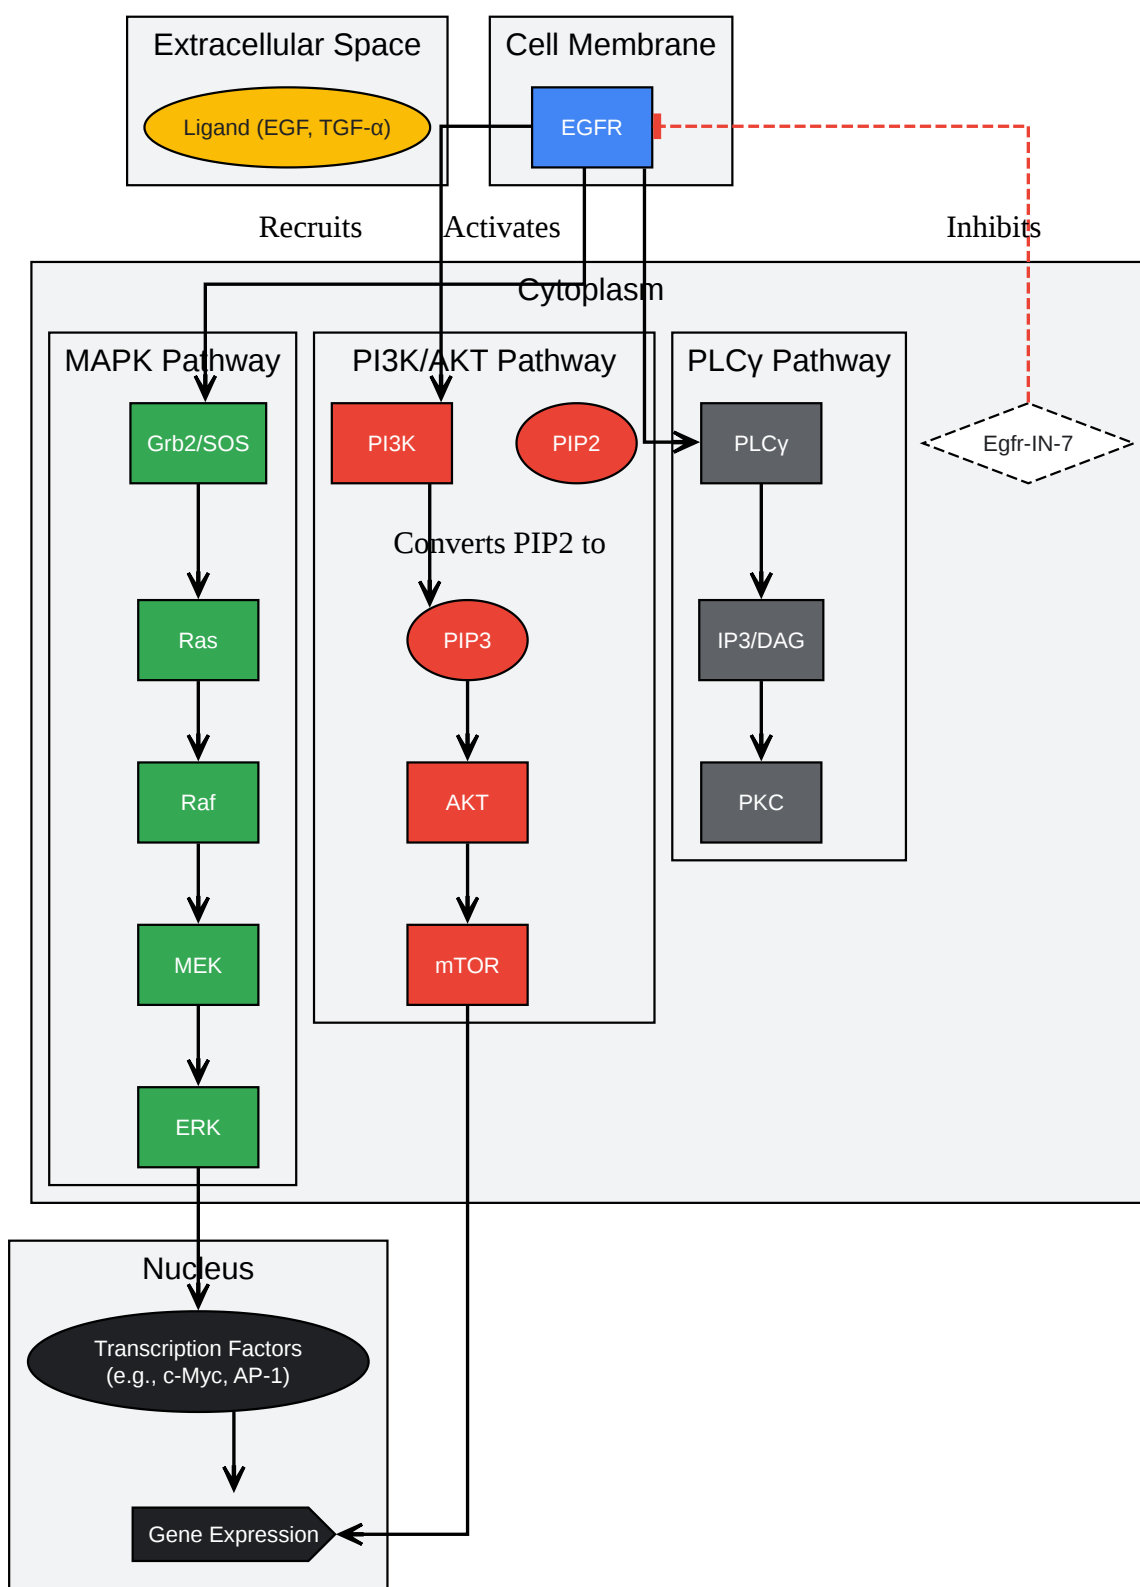 Extracellular Space
Cell Membrane
Ligand (EGF, TGF-α)
EGFR
Recruits
Activates
Inhibits
Cytoplasm
MAPK Pathway
PI3K/AKT Pathway
PLCγ Pathway
Grb2/SOS
PI3K
PIP2
PLCγ
Egfr-IN-7
Converts PIP2 to
Ras
PIP3
IP3/DAG
Raf
AKT
PKC
MEK
mTOR
ERK
Nucleus
Transcription Factors
(e.g., c-Myc, AP-1)
Gene Expression